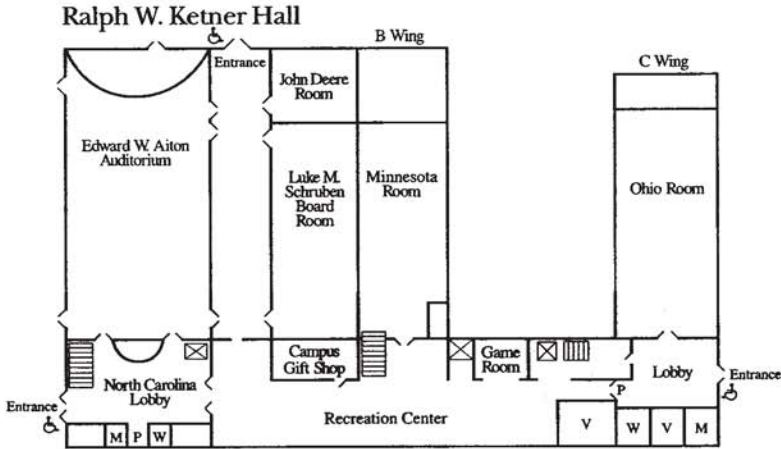 Ralph W. Ketner Hall
B Wing
Entrance
C Wing
John Deere
Room
Edward W. Aiton
Auditorium
Luke M.
Schruben
Board
Room
Minnesota
Room
Ohio Room
Campus
Gift Shop
Game
Room
North Carolina
Lobby
Lobby
Entrance
P
Entrance
Recreation Center
M
P
W
V
W
V
M